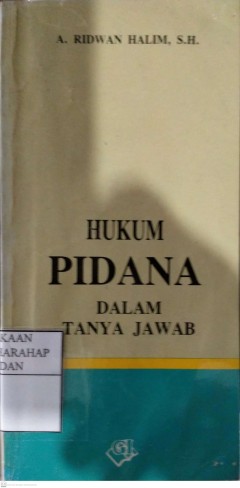 A. RIDWAN HALIM, S.H.
HUKUM
PIDANA
DALAM
TANYA JAWAB
KAAN
HARAHAP
DAN